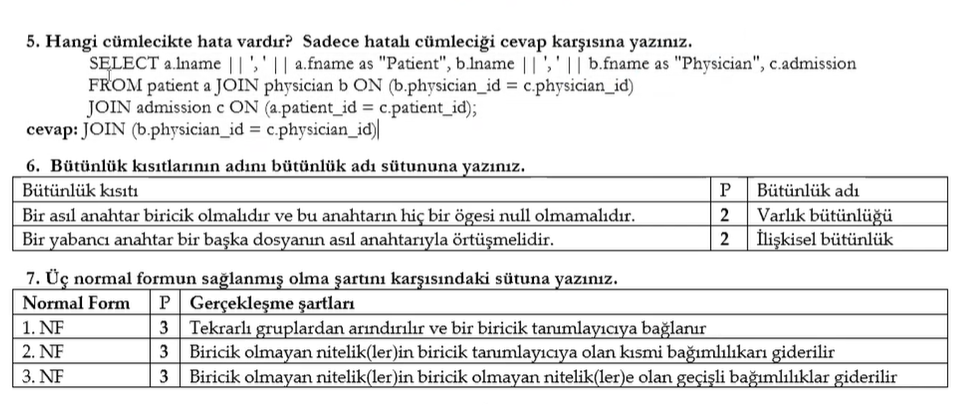 5. Hangi cümlecikte hata vardır? Sadece hatalı cümleciği cevap karşısına yazınız.
SELECT a.lname || ',' || a.fname as "Patient", b.lname || ',' || b.fname as "Physician", c.admission
FROM patient a JOIN physician b ON (b.physician_id = c.physician_id)
JOIN admission c ON (a.patient_id = c.patient_id);
cevap: JOIN (b.physician_id = c.physician_id)
6. Bütünlük kısıtlarının adını bütünlük adı sütununa yazınız.
Bütünlük kısıtı P Bütünlük adı
Bir asıl anahtar biricik olmalıdır ve bu anahtarın hiç bir ögesi null olmamalıdır. 2 Varlık bütünlüğü
Bir yabancı anahtar bir başka dosyanın asıl anahtarıyla örtüşmelidir. 2 İlişkisel bütünlük
7. Üç normal formun sağlanmış olma şartını karşısındaki sütuna yazınız.
Normal Form P Gerçekleşme şartları
1. NF 3 Tekrarlı gruplardan arındırılır ve bir biricik tanımlayıcıya bağlanır
2. NF 3 Biricik olmayan nitelik(ler)in biricik tanımlayıcıya olan kısmi bağımlılıkarı giderilir
3. NF 3 Biricik olmayan nitelik(ler)in biricik olmayan nitelik(ler)e olan geçişli bağımlılıklar giderilir